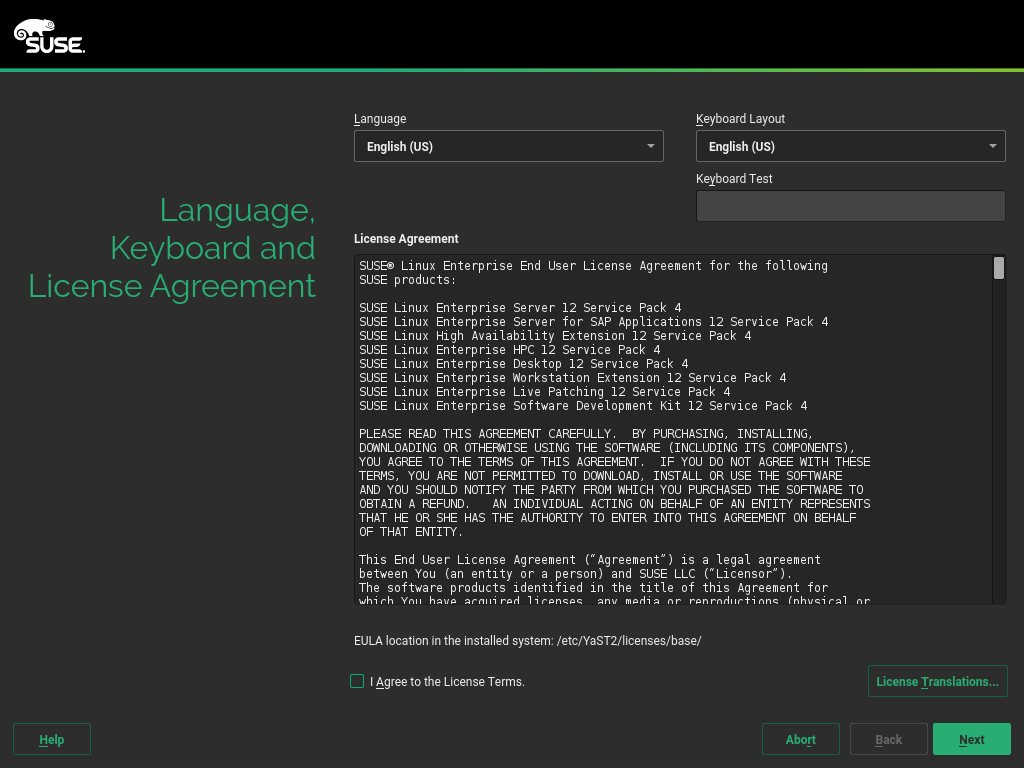 SUSE.
Language,
Keyboard and
License Agreement
Language
English (US)
Keyboard Layout
English (US)
Keyboard Test
License Agreement
SUSE® Linux Enterprise End User License Agreement for the following
SUSE products:
SUSE Linux Enterprise Server 12 Service Pack 4
SUSE Linux Enterprise Server for SAP Applications 12 Service Pack 4
SUSE Linux High Availability Extension 12 Service Pack 4
SUSE Linux Enterprise HPC 12 Service Pack 4
SUSE Linux Enterprise Desktop 12 Service Pack 4
SUSE Linux Enterprise Workstation Extension 12 Service Pack 4
SUSE Linux Enterprise Live Patching 12 Service Pack 4
SUSE Linux Enterprise Software Development Kit 12 Service Pack 4
PLEASE READ THIS AGREEMENT CAREFULLY.  BY PURCHASING, INSTALLING,
DOWNLOADING OR OTHERWISE USING THE SOFTWARE (INCLUDING ITS COMPONENTS),
YOU AGREE TO THE TERMS OF THIS AGREEMENT.  IF YOU DO NOT AGREE WITH THESE
TERMS, YOU ARE NOT PERMITTED TO DOWNLOAD, INSTALL OR USE THE SOFTWARE
AND YOU SHOULD NOTIFY THE PARTY FROM WHICH YOU PURCHASED THE SOFTWARE TO
OBTAIN A REFUND.   AN INDIVIDUAL ACTING ON BEHALF OF AN ENTITY REPRESENTS
THAT HE OR SHE HAS THE AUTHORITY TO ENTER INTO THIS AGREEMENT ON BEHALF
OF THAT ENTITY.
This End User License Agreement (“Agreement”) is a legal agreement
between You (an entity or a person) and SUSE LLC (“Licensor”).
The software products identified in the title of this Agreement for
which You have acquired licenses, any media or reproductions (physical or
EULA location in the installed system: /etc/YaST2/licenses/base/
I Agree to the License Terms.
License Translations...
Help
Abort
Back
Next